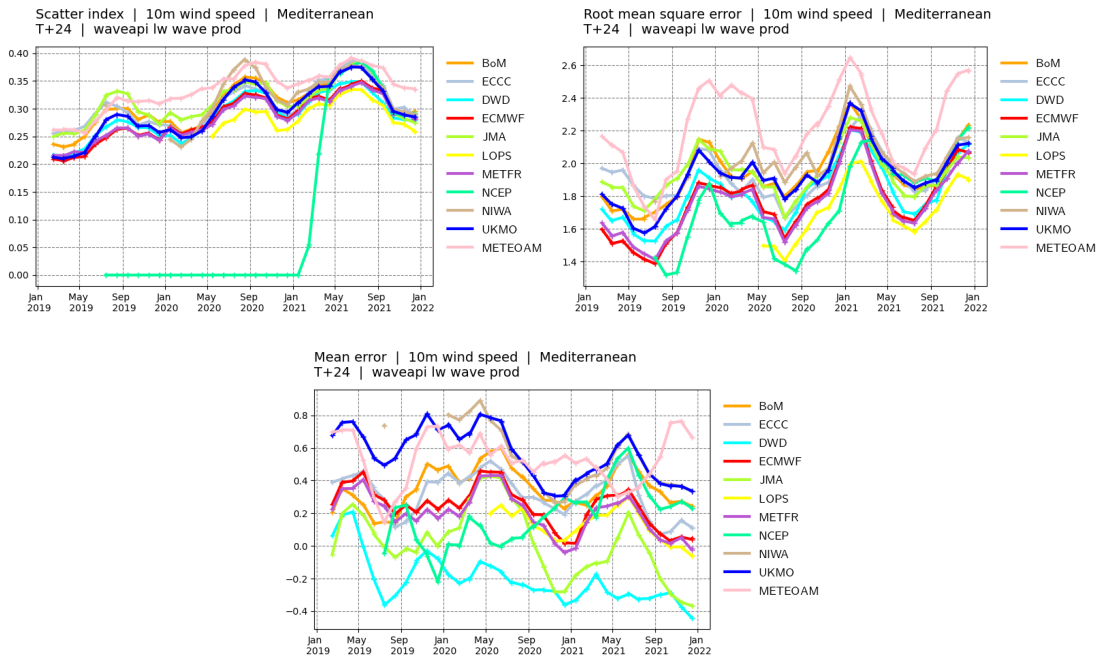 Scatter index | 10m wind speed | Mediterranean
T+24 | waveapi lw wave prod
0.40
0.35
0.30
0.25
0.20
0.15
0.10
0.05
0.00
Jan 2019
May 2019
Sep 2019
Jan 2020
May 2020
Sep 2020
Jan 2021
May 2021
Sep 2021
Jan 2022
BoM
ECCC
DWD
ECMWF
JMA
LOPS
METFR
NCEP
NIWA
UKMO
METEOAM
Root mean square error | 10m wind speed | Mediterranean
T+24 | waveapi lw wave prod
2.6
2.4
2.2
2.0
1.8
1.6
1.4
Jan 2019
May 2019
Sep 2019
Jan 2020
May 2020
Sep 2020
Jan 2021
May 2021
Sep 2021
Jan 2022
BoM
ECCC
DWD
ECMWF
JMA
LOPS
METFR
NCEP
NIWA
UKMO
METEOAM
Mean error | 10m wind speed | Mediterranean
T+24 | waveapi lw wave prod
0.8
0.6
0.4
0.2
0.0
−0.2
−0.4
Jan 2019
May 2019
Sep 2019
Jan 2020
May 2020
Sep 2020
Jan 2021
May 2021
Sep 2021
Jan 2022
BoM
ECCC
DWD
ECMWF
JMA
LOPS
METFR
NCEP
NIWA
UKMO
METEOAM